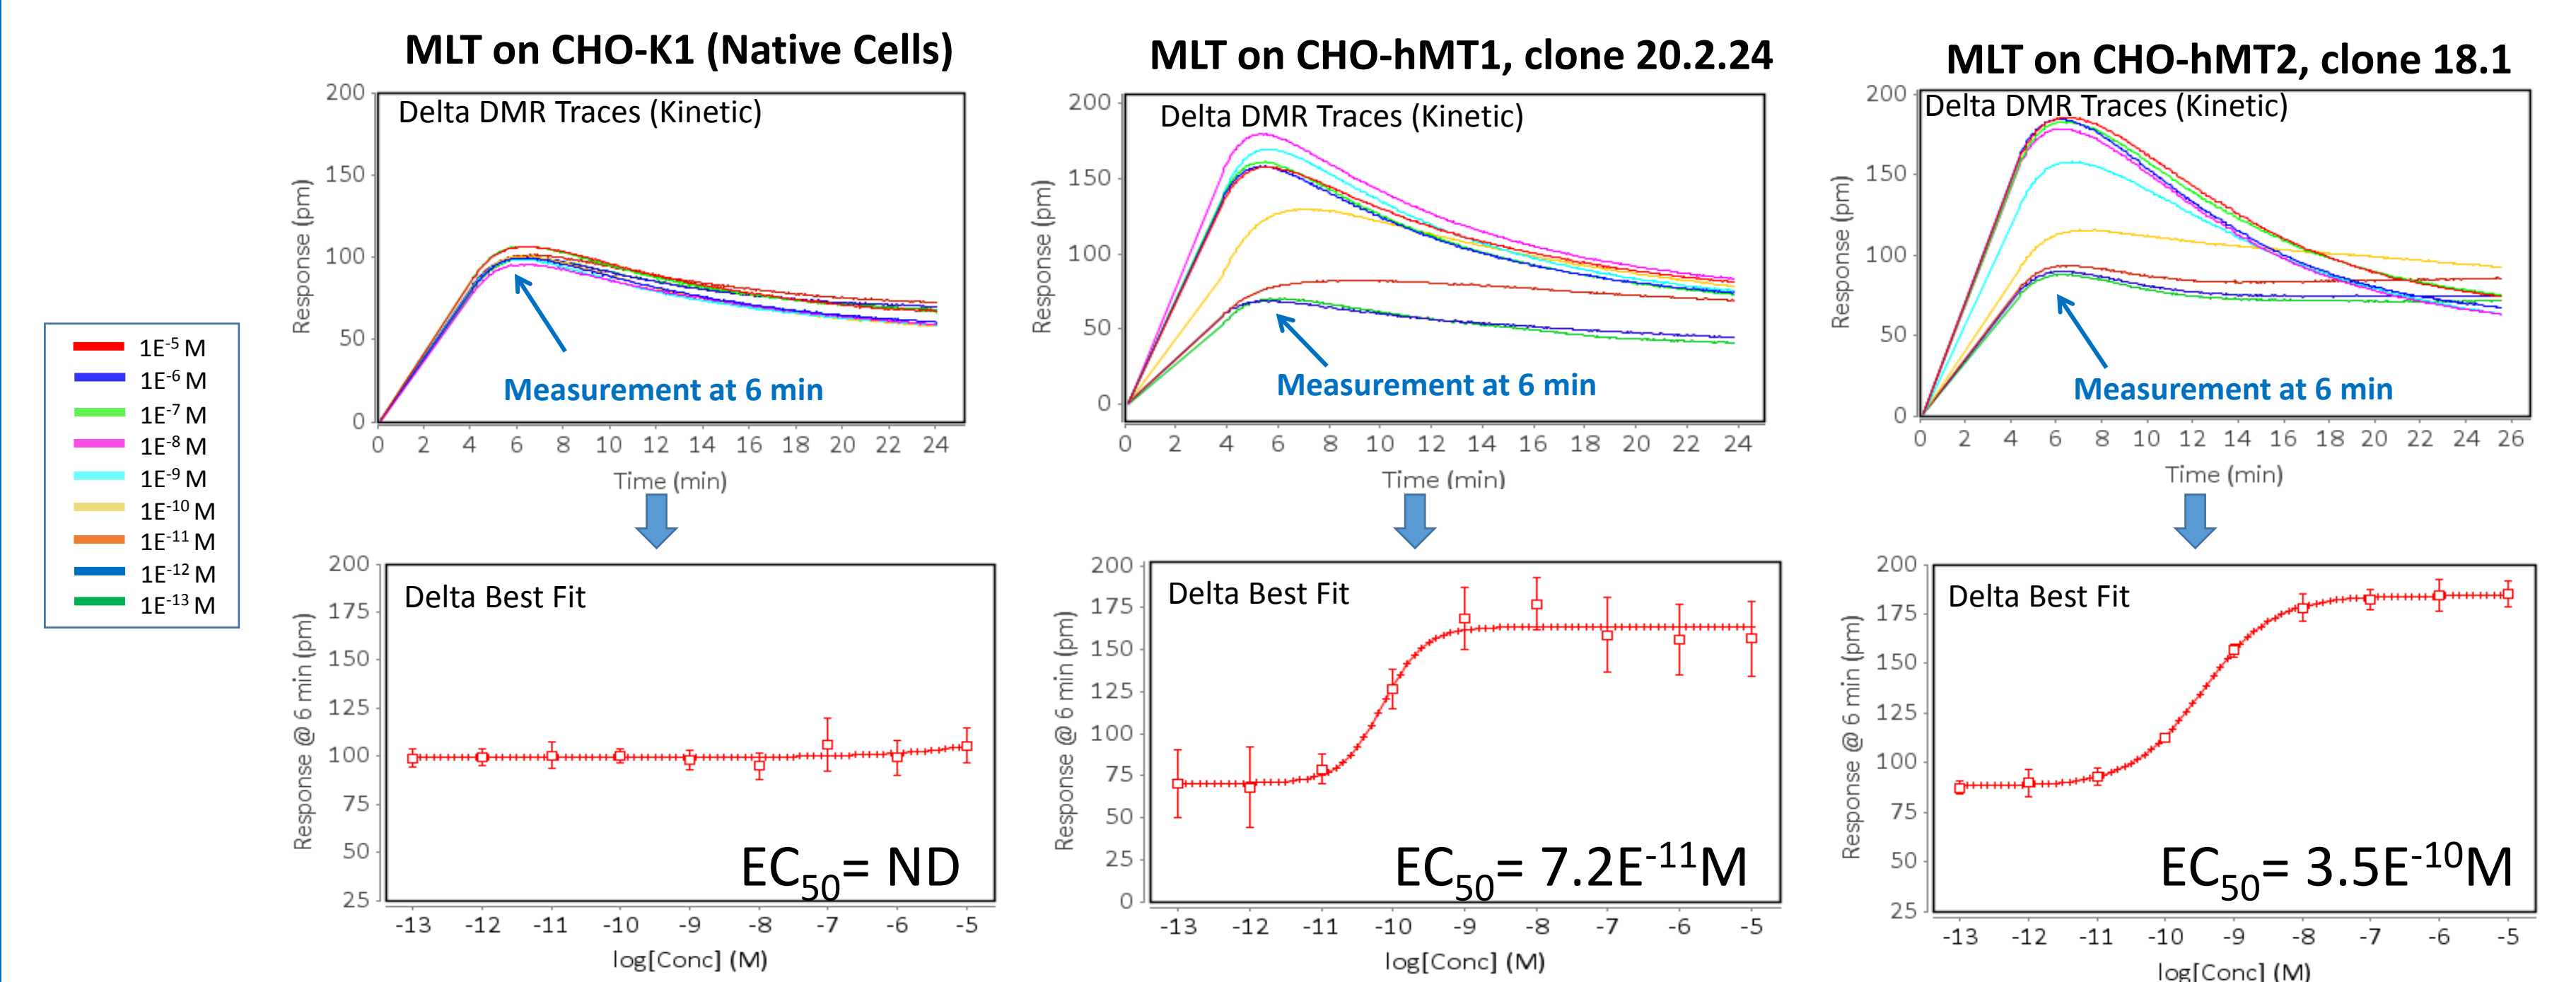 MLT on CHO-K1 (Native Cells)
Delta DMR Traces (Kinetic)
Response (pm)
200
150
100
50
0
Measurement at 6 min
0 2 4 6 8 10 12 14 16 18 20 22 24
Time (min)
MLT on CHO-hMT1, clone 20.2.24
Delta DMR Traces (Kinetic)
Response (pm)
200
150
100
50
0
Measurement at 6 min
0 2 4 6 8 10 12 14 16 18 20 22 24
Time (min)
MLT on CHO-hMT2, clone 18.1
Delta DMR Traces (Kinetic)
Response (pm)
200
150
100
50
0
Measurement at 6 min
0 2 4 6 8 10 12 14 16 18 20 22 24 26
Time (min)
1E⁻⁵ M
1E⁻⁶ M
1E⁻⁷ M
1E⁻⁸ M
1E⁻⁹ M
1E⁻¹⁰ M
1E⁻¹¹ M
1E⁻¹² M
1E⁻¹³ M
Delta Best Fit
Response @ 6 min (pm)
200
175
150
125
100
75
50
25
EC₅₀= ND
-13 -12 -11 -10 -9 -8 -7 -6 -5
log[Conc] (M)
Delta Best Fit
Response @ 6 min (pm)
200
175
150
125
100
75
50
25
0
EC₅₀= 7.2E⁻¹¹M
-13 -12 -11 -10 -9 -8 -7 -6 -5
log[Conc] (M)
Delta Best Fit
Response @ 6 min (pm)
200
175
150
125
100
75
50
25
EC₅₀= 3.5E⁻¹⁰M
-13 -12 -11 -10 -9 -8 -7 -6 -5
log[Conc] (M)